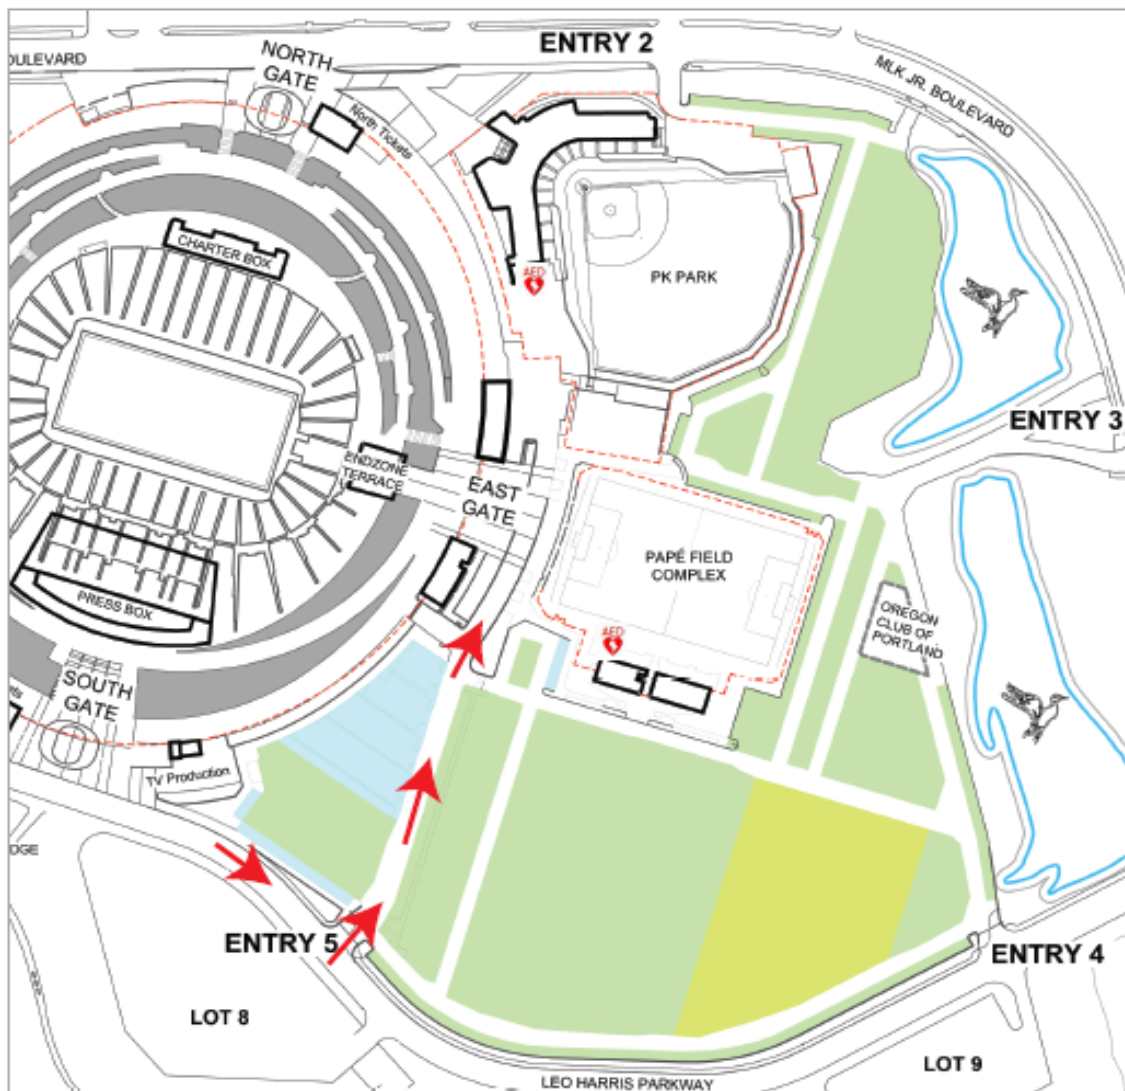 ENTRY 2
OULEVARD
NORTH
GATE
MLK JR. BOULEVARD
North Tickets
CHARTER BOX
AED
PK PARK
ENTRY 3
ENDZONE
TERRACE
EAST
GATE
PAPÉ FIELD
COMPLEX
PRESS BOX
OREGON
CLUB OF
PORTLAND
AED
SOUTH
GATE
ets
O
O
TV Production
DGE
ENTRY 5
ENTRY 4
LOT 8
LOT 9
LEO HARRIS PARKWAY